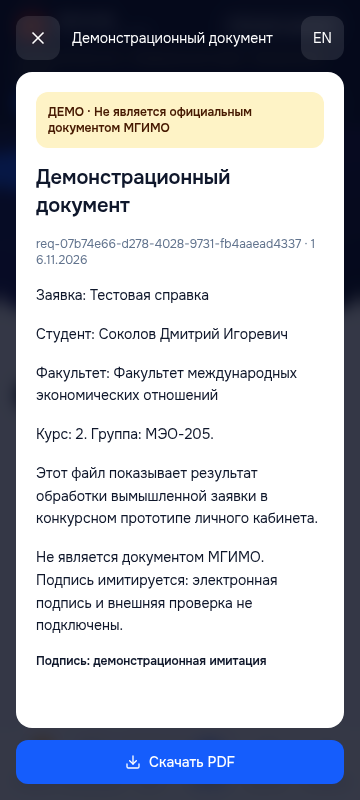 Демонстрационный документ
EN
ДЕМО · Не является официальным
документом МГИМО
Демонстрационный
документ
req-07b74e66-d278-4028-9731-fb4aaead4337 · 1
6.11.2026
Заявка: Тестовая справка
Студент: Соколов Дмитрий Игоревич
Факультет: Факультет международных
экономических отношений
Курс: 2. Группа: МЭО-205.
Этот файл показывает результат
обработки вымышленной заявки в
конкурсном прототипе личного кабинета.
Не является документом МГИМО.
Подпись имитируется: электронная
подпись и внешняя проверка не
подключены.
Подпись: демонстрационная имитация
Скачать PDF